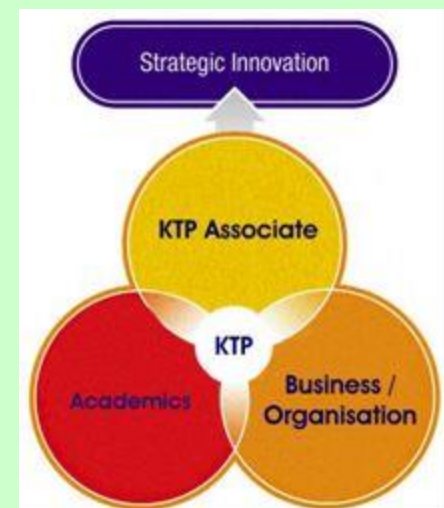 Strategic Innovation
KTP Associate
KTP
Academics
Business /
Organisation